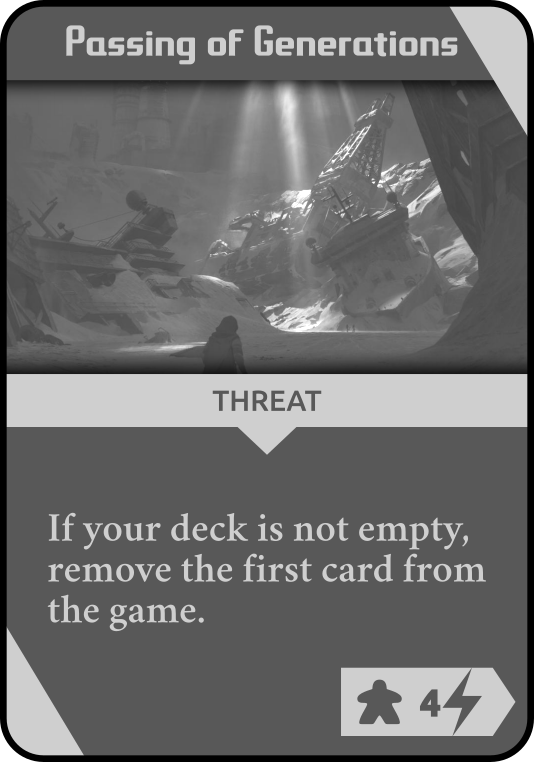 Passing of Generations
THREAT
If your deck is not empty,
remove the first card from
the game.
4